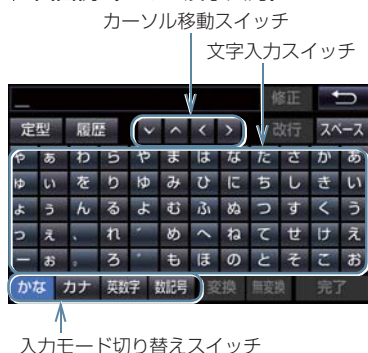 カーソル移動スイッチ
文字入力スイッチ
修正
定型 履歴 改行 スペース
ゃ ぁ わ ら や ま は な た さ か あ
ゅ ぃ を り ゆ み ひ に ち し き い
ょ ぅ ん る よ む ふ ぬ つ す く う
っ ぇ 、 れ ゛ め へ ね て せ け え
ー ぉ 。 ろ ゜ も ほ の と そ こ お
かな カナ 英数字 数記号 変換 無変換 完了
入力モード切り替えスイッチ